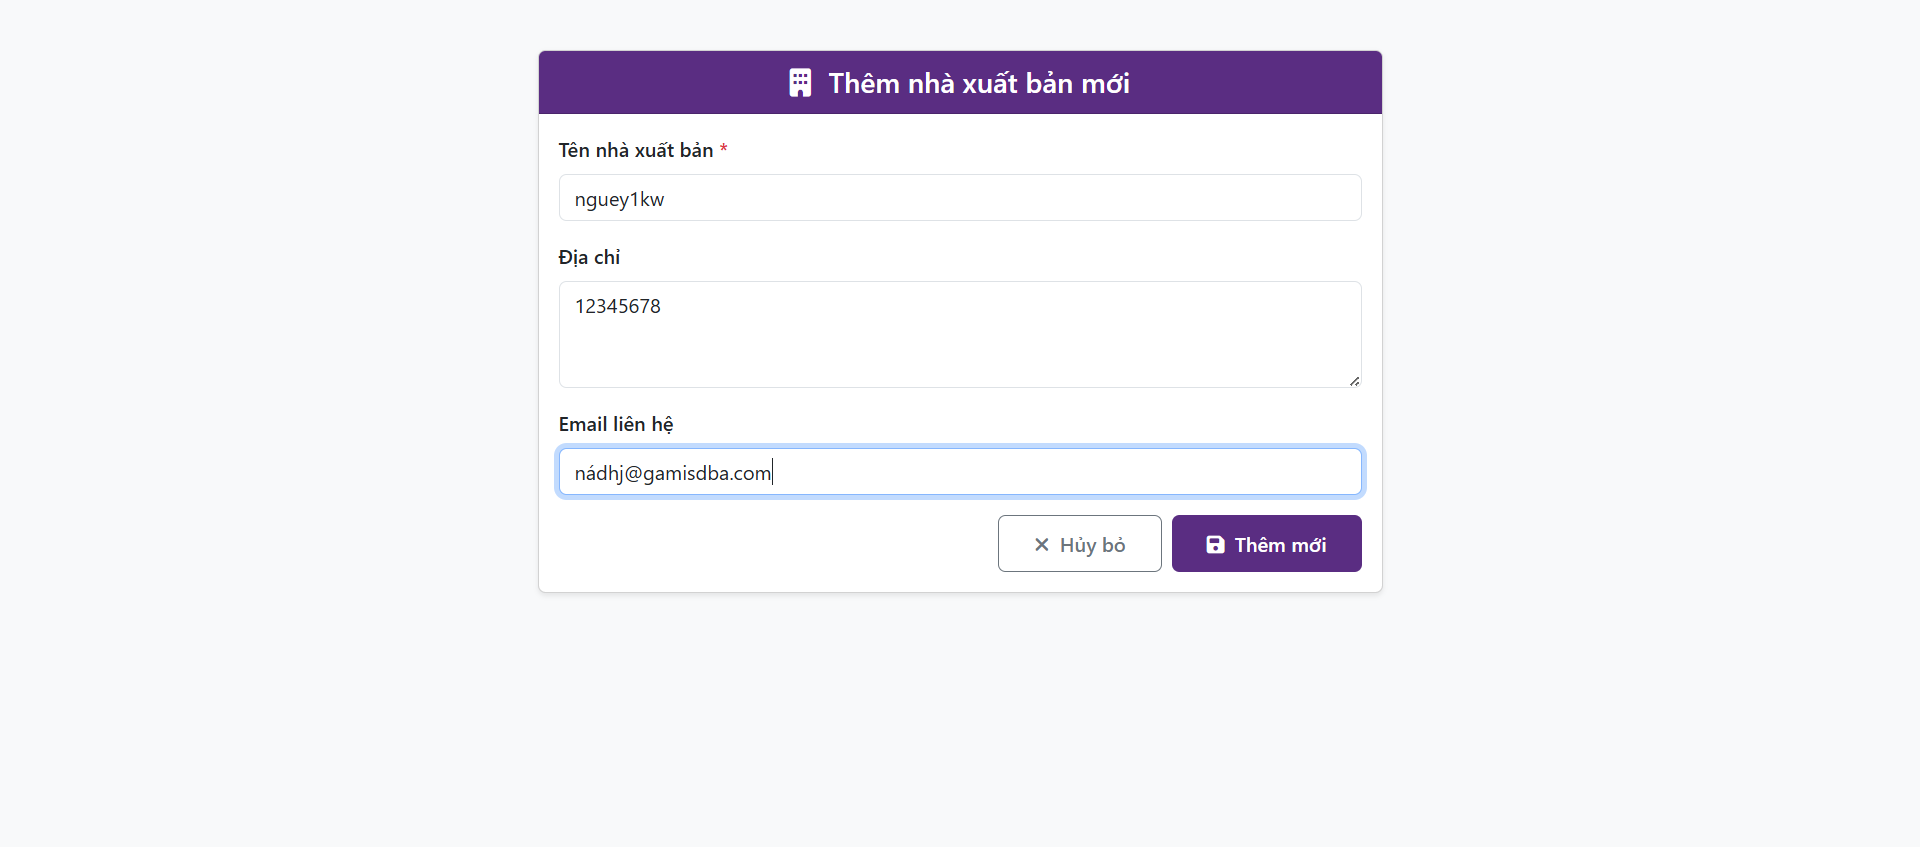 Thêm nhà xuất bản mới
Tên nhà xuất bản *
nguey1kw
Địa chỉ
12345678
Email liên hệ
nádhj@gamisdba.com
Hủy bỏ
Thêm mới